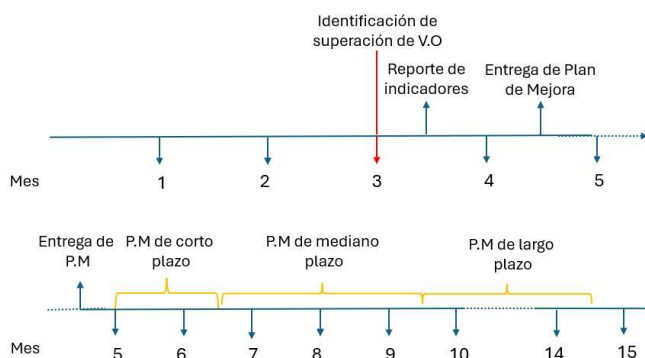 Identificación de
superación de V.O
Reporte de
indicadores
Entrega de Plan
de Mejora
Mes 1 2 3 4 5
Entrega de
P.M
P.M de corto
plazo
P.M de mediano
plazo
P.M de largo
plazo
Mes 5 6 7 8 9 10 14 15